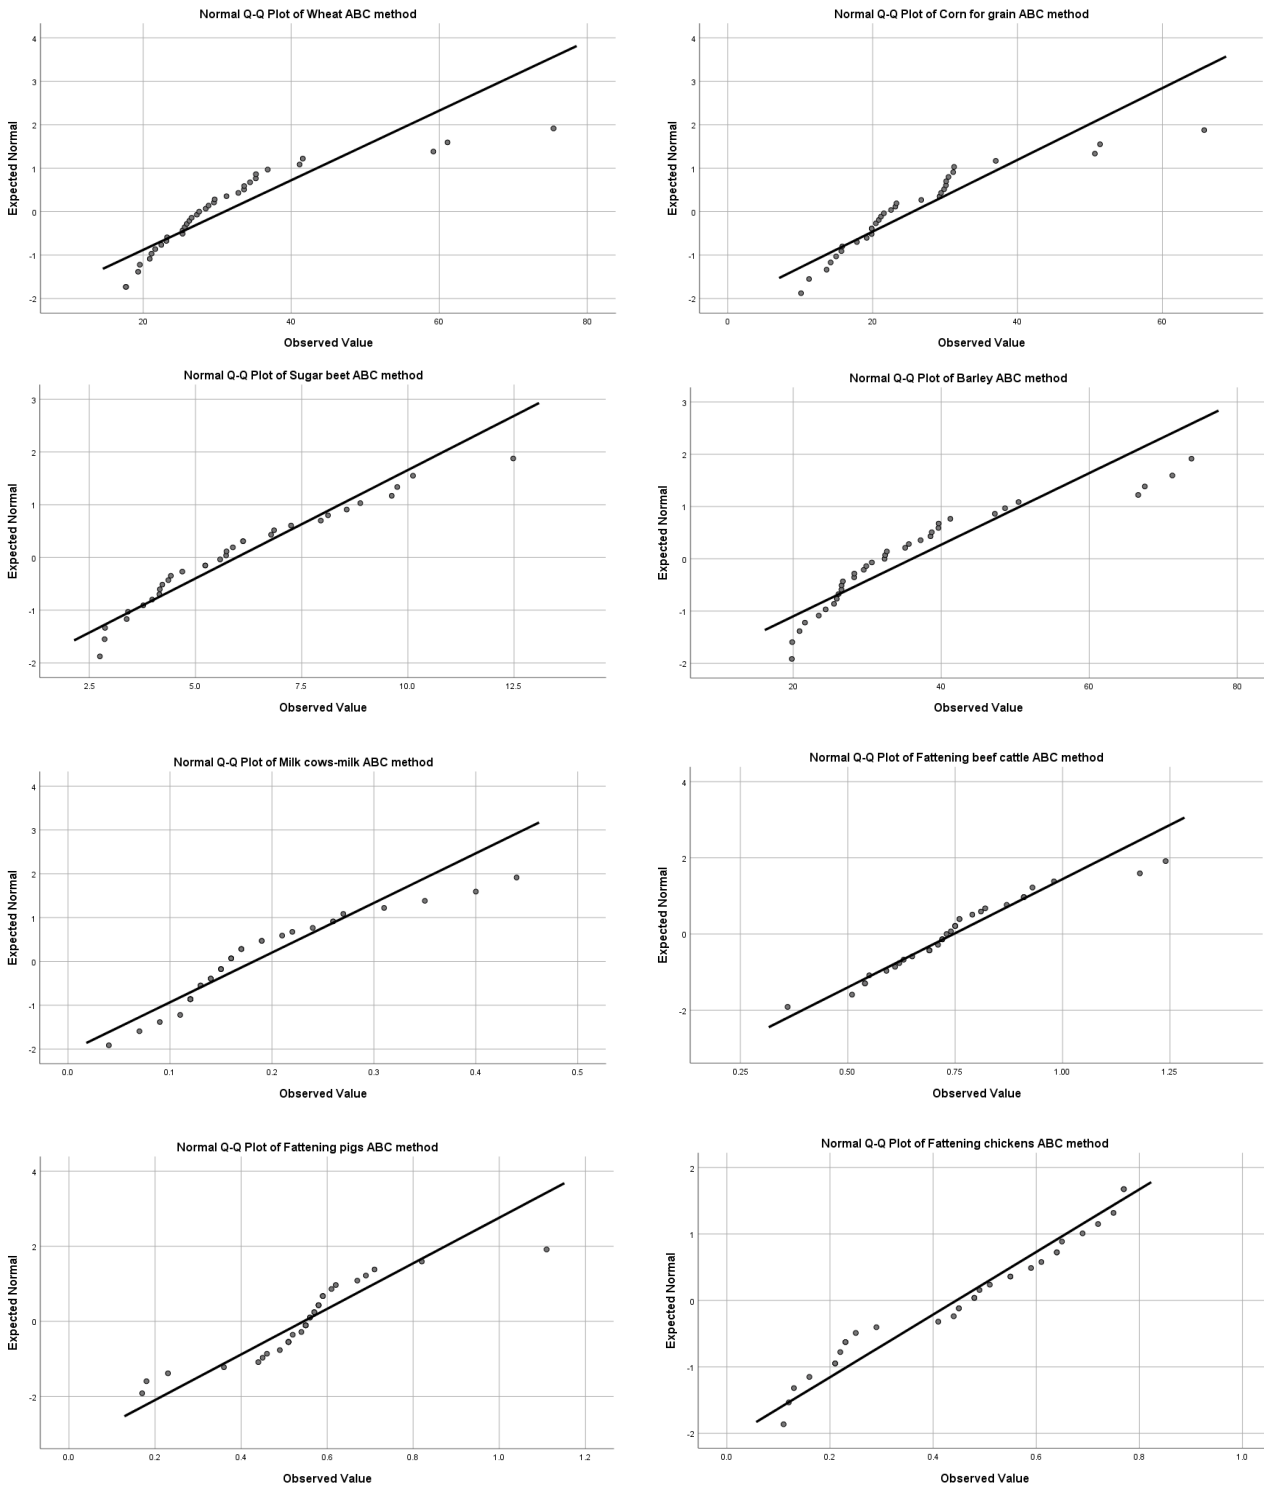 Normal Q-Q Plot of Wheat ABC method
4
3
2
1
0
-1
-2
Expected Normal
20 40 60 80
Observed Value
Normal Q-Q Plot of Corn for grain ABC method
4
3
2
1
0
-1
-2
Expected Normal
0 20 40 60
Observed Value
Normal Q-Q Plot of Sugar beet ABC method
3
2
1
0
-1
-2
Expected Normal
2.5 5.0 7.5 10.0 12.5
Observed Value
Normal Q-Q Plot of Barley ABC method
3
2
1
0
-1
-2
Expected Normal
20 40 60 80
Observed Value
Normal Q-Q Plot of Milk cows-milk ABC method
4
3
2
1
0
-1
-2
Expected Normal
0.0 0.1 0.2 0.3 0.4 0.5
Observed Value
Normal Q-Q Plot of Fattening beef cattle ABC method
4
2
0
-2
Expected Normal
0.25 0.50 0.75 1.00 1.25
Observed Value
Normal Q-Q Plot of Fattening pigs ABC method
4
2
0
-2
Expected Normal
0.0 0.2 0.4 0.6 0.8 1.0 1.2
Observed Value
Normal Q-Q Plot of Fattening chickens ABC method
2
1
0
-1
-2
Expected Normal
0.0 0.2 0.4 0.6 0.8 1.0
Observed Value